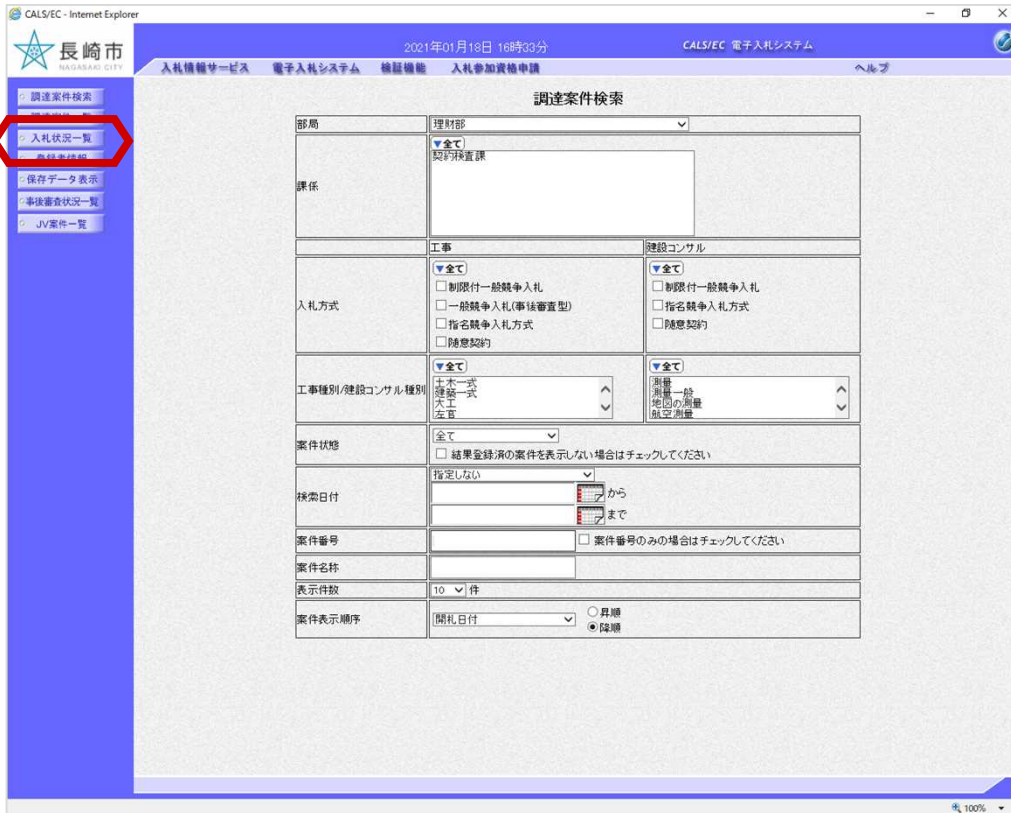 CALS/EC - Internet Explorer
長崎市
NAGASAKI CITY
2021年01月18日 16時33分
CALS/EC 電子入札システム
入札情報サービス 電子入札システム 検証機能 入札参加資格申請 ヘルプ
調達案件検索
入札状況一覧
登録者情報
保存データ表示
事後審査状況一覧
JV案件一覧
調達案件検索
部局 理財部
課係
▼全て
契約検査課
工事 建設コンサル
入札方式
▼全て ▼全て
制限付一般競争入札 制限付一般競争入札
一般競争入札(事後審査型) 指名競争入札方式
指名競争入札方式 随意契約
随意契約
工事種別/建設コンサル種別
▼全て ▼全て
土木一式 測量
建築一式 測量一般
大工 地図の測量
左官 航空測量
案件状態
全て
結果登録済の案件を表示しない場合はチェックしてください
検索日付
指定しない
から
まで
案件番号 案件番号のみの場合はチェックしてください
案件名称
表示件数 10 件
案件表示順序 開札日付
昇順
降順
100%